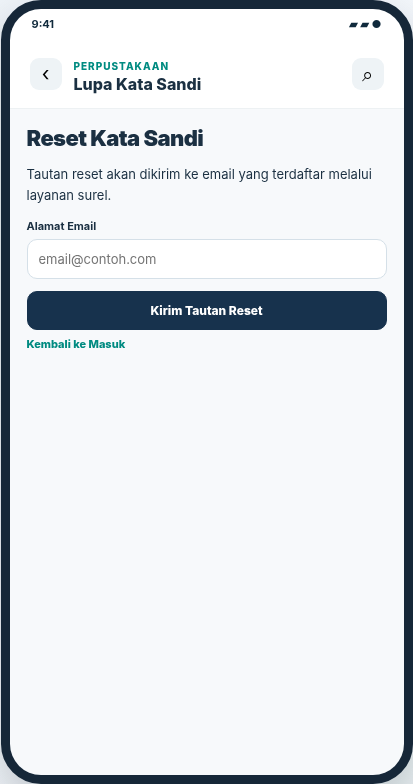 9:41
PERPUSTAKAAN
Lupa Kata Sandi
Reset Kata Sandi
Tautan reset akan dikirim ke email yang terdaftar melalui
layanan surel.
Alamat Email
email@contoh.com
Kirim Tautan Reset
Kembali ke Masuk